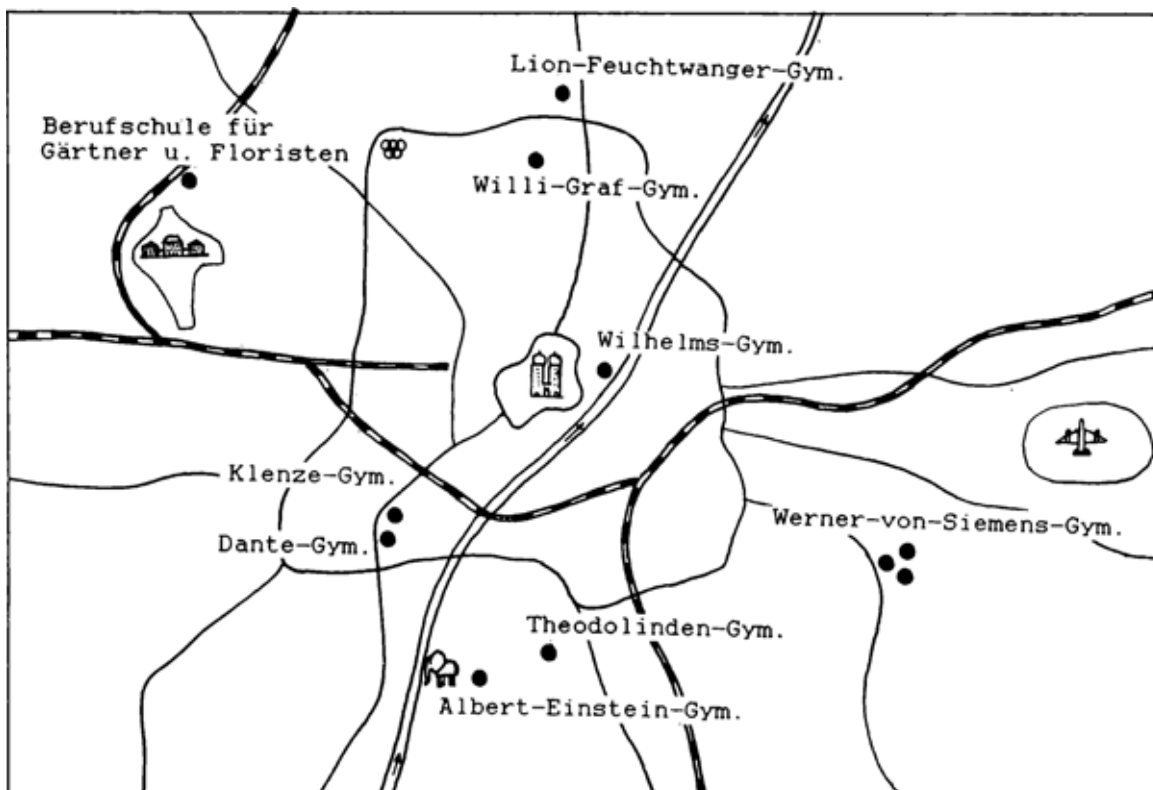 Lion-Feuchtwanger-Gym.
Berufschule für
Gärtner u. Floristen
Willi-Graf-Gym.
Wilhelms-Gym.
Klenze-Gym.
Werner-von-Siemens-Gym.
Dante-Gym.
Theodolinden-Gym.
Albert-Einstein-Gym.